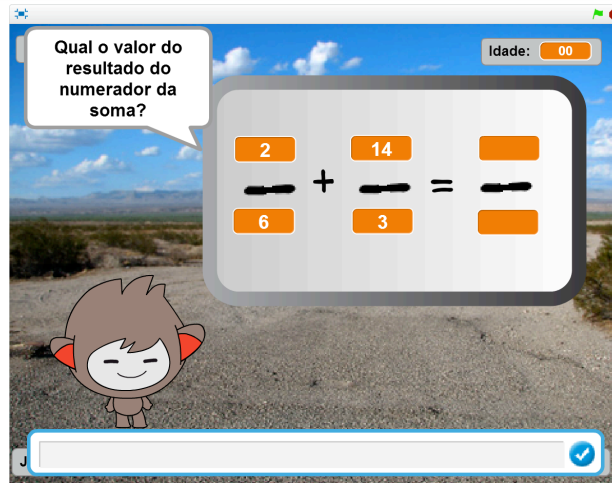 Qual o valor do
resultado do
numerador da
soma?
Idade: 00
2 + 14 =
6 3
J